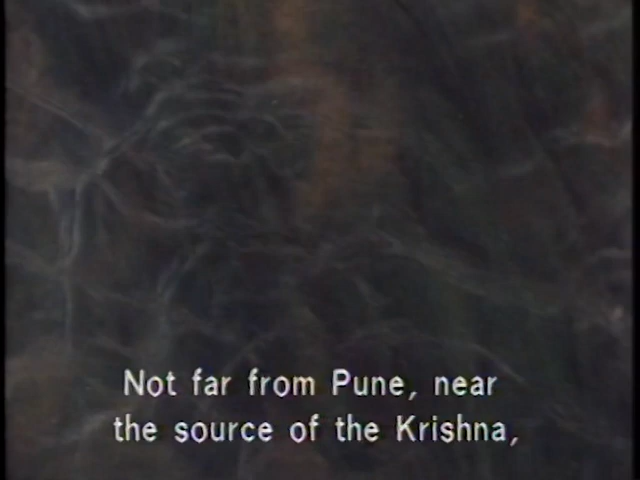 Not far from Pune, near
the source of the Krishna,